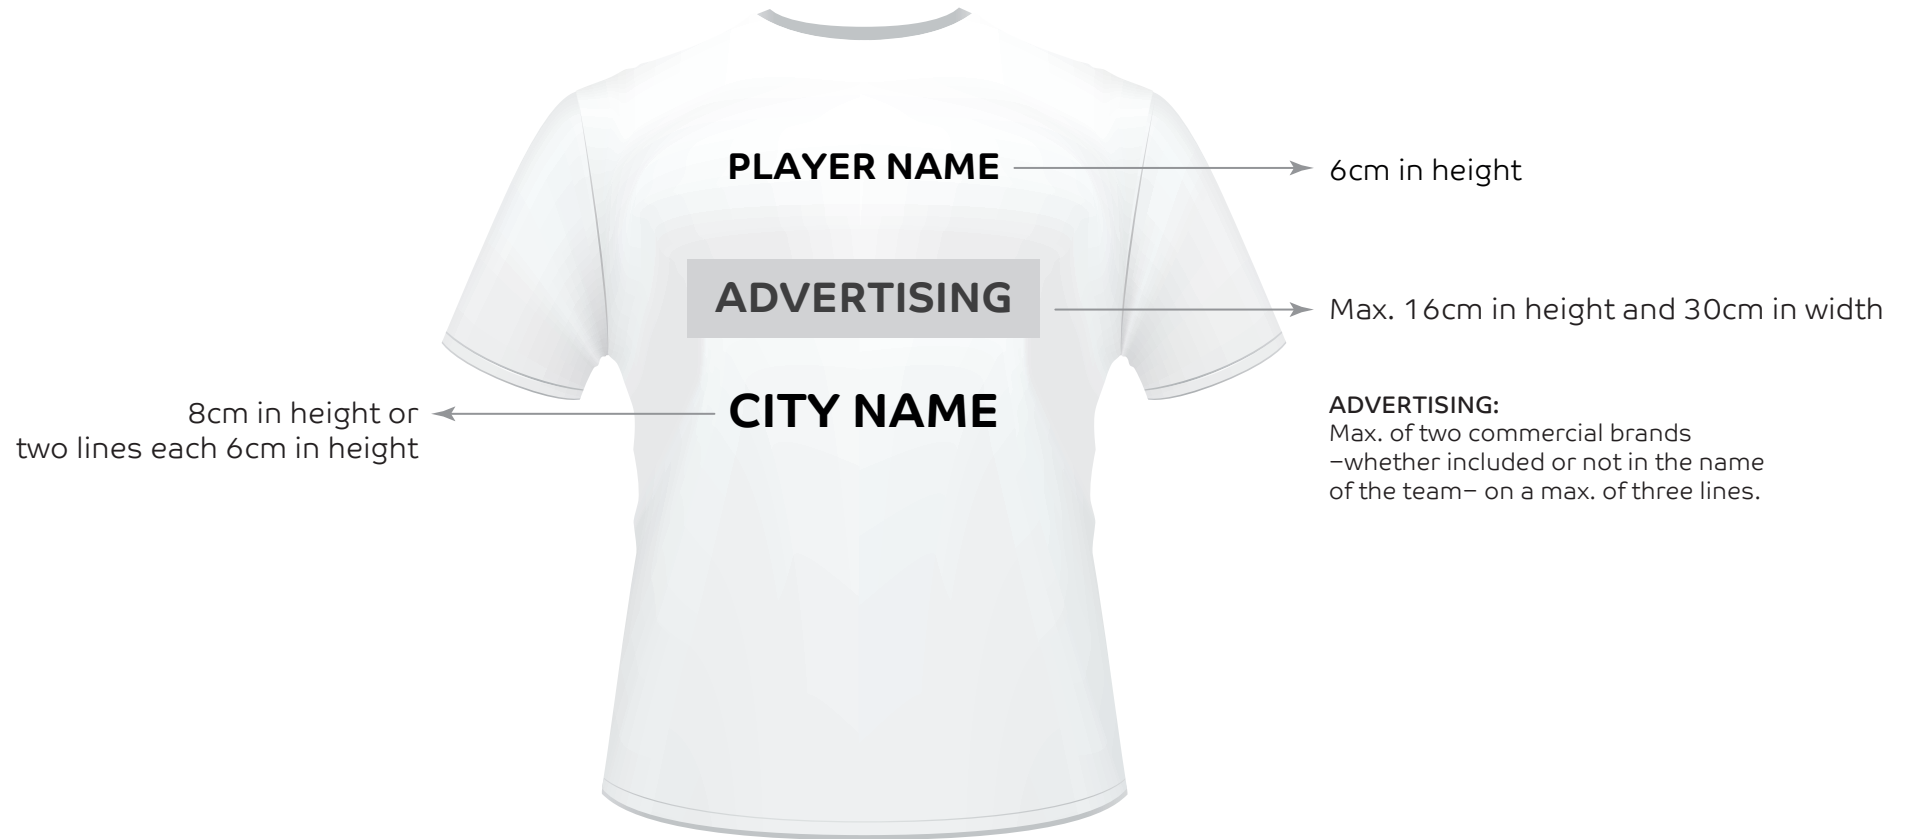 PLAYER NAME
6cm in height
ADVERTISING
Max. 16cm in height and 30cm in width
CITY NAME
8cm in height or
two lines each 6cm in height
ADVERTISING:
Max. of two commercial brands
–whether included or not in the name
of the team– on a max. of three lines.